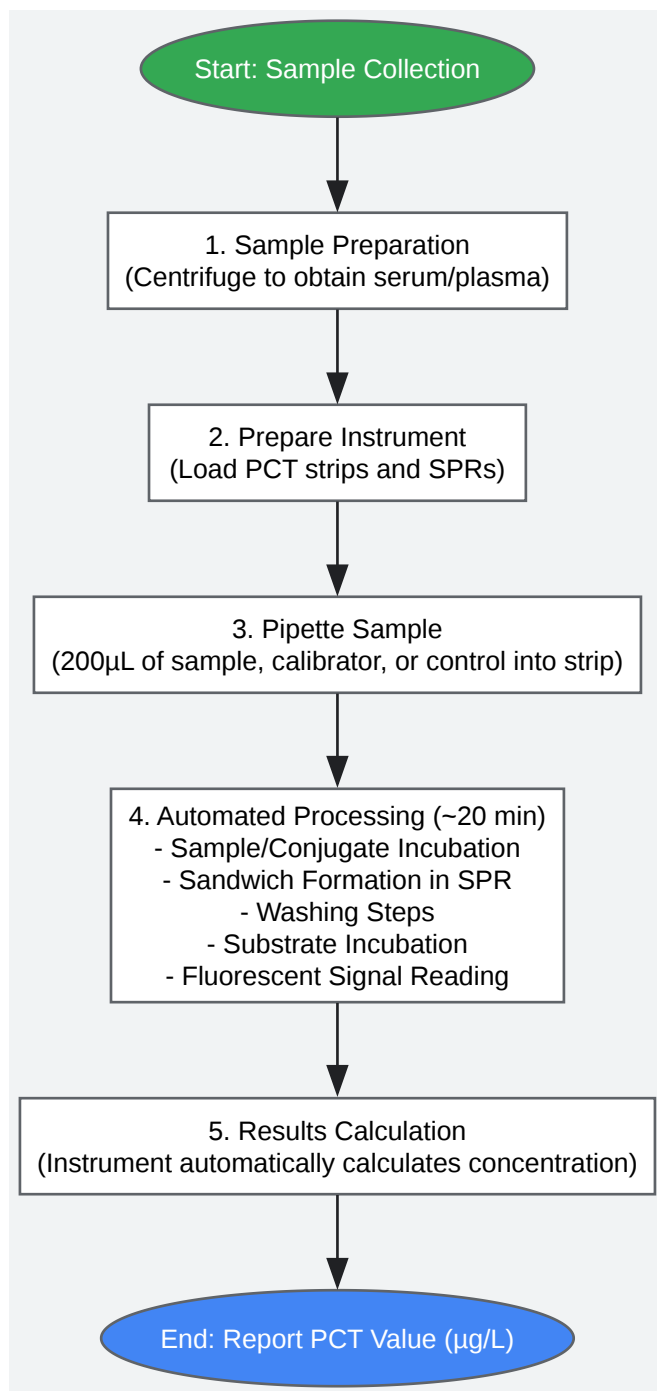 Start: Sample Collection
1. Sample Preparation
(Centrifuge to obtain serum/plasma)
2. Prepare Instrument
(Load PCT strips and SPRs)
3. Pipette Sample
(200µL of sample, calibrator, or control into strip)
4. Automated Processing (~20 min)
- Sample/Conjugate Incubation
- Sandwich Formation in SPR
- Washing Steps
- Substrate Incubation
- Fluorescent Signal Reading
5. Results Calculation
(Instrument automatically calculates concentration)
End: Report PCT Value (µg/L)